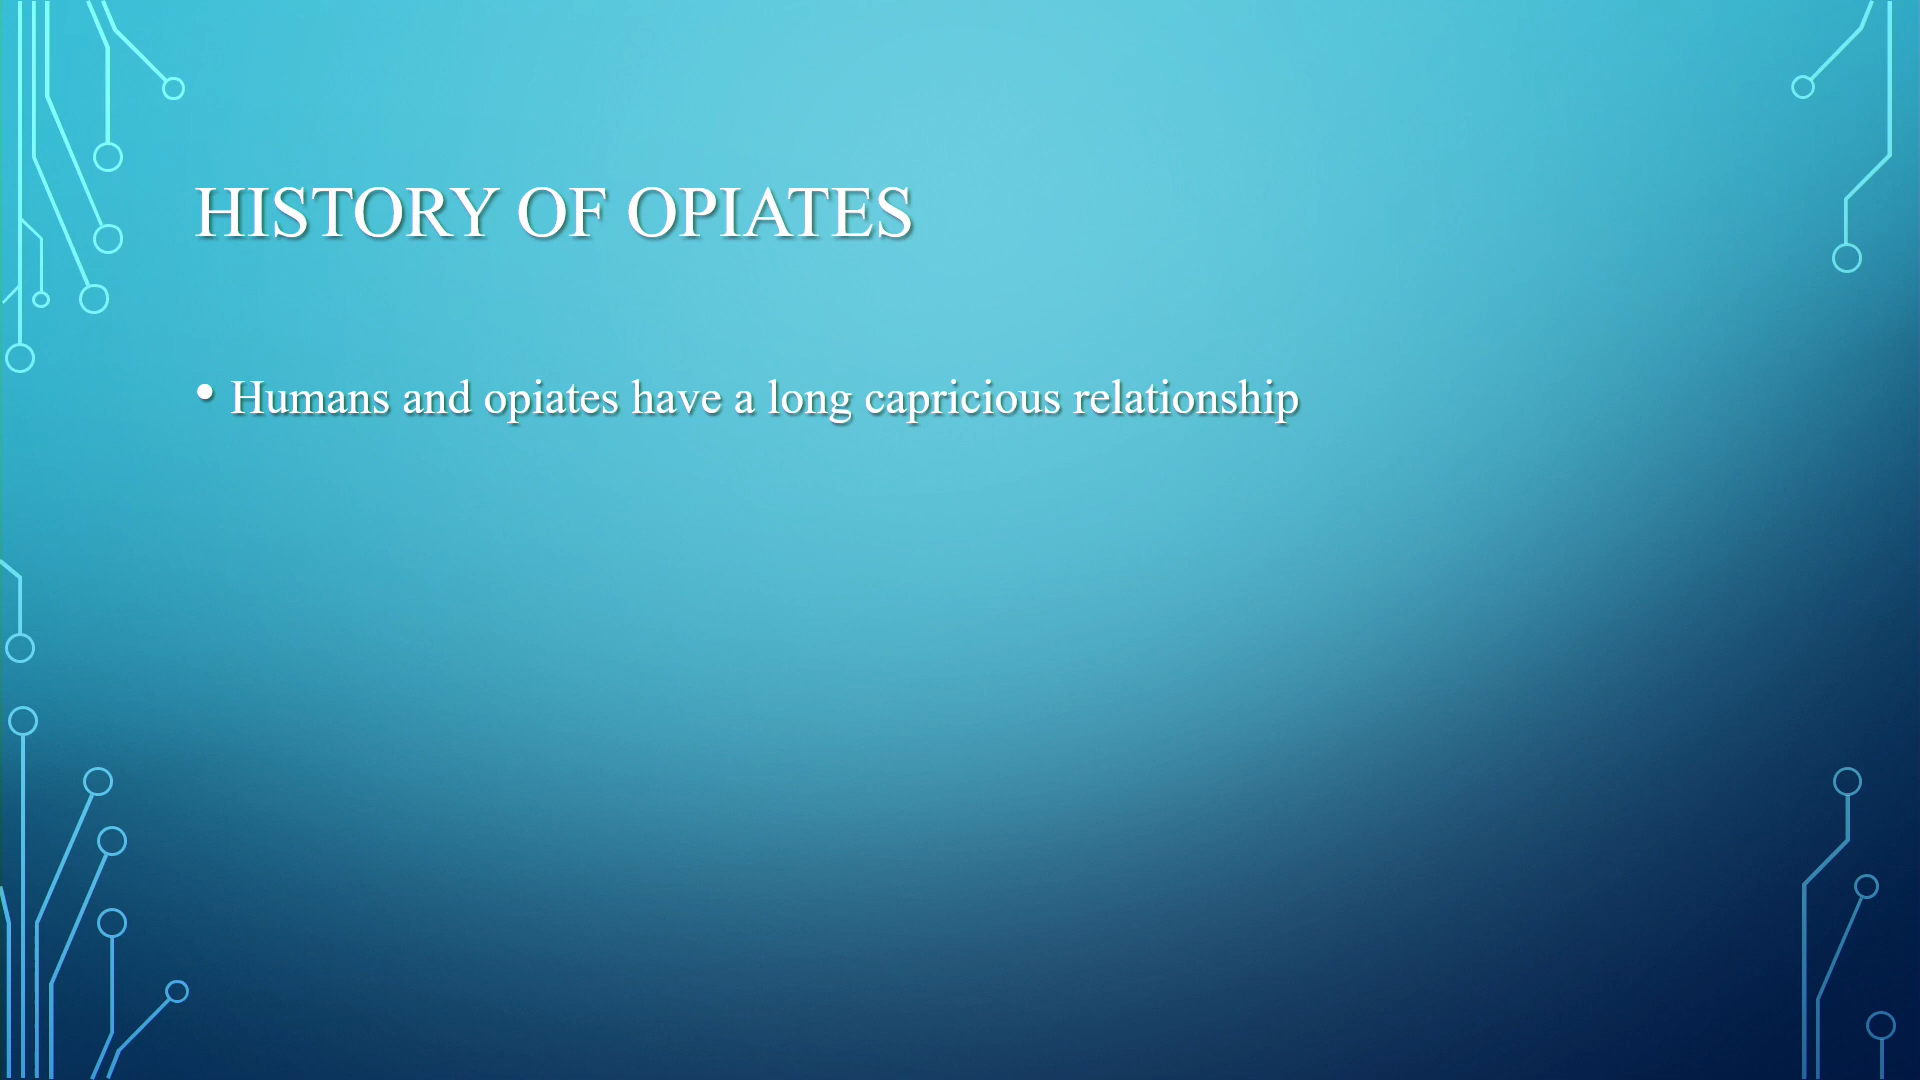 HISTORY OF OPIATES
• Humans and opiates have a long capricious relationship